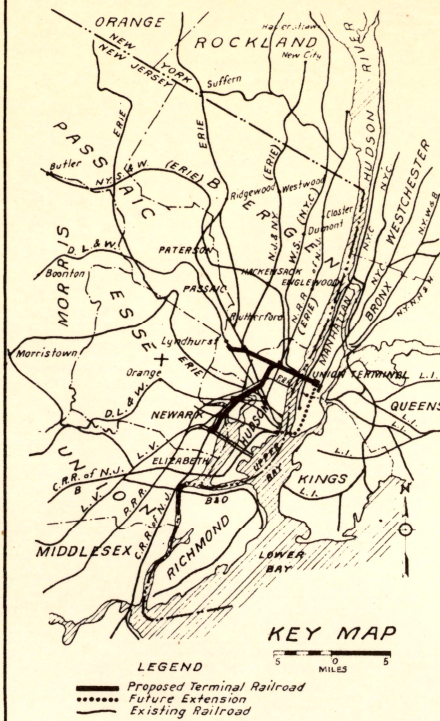 ORANGE
ROCKLAND
Haverstraw
New City
HUDSON RIVER
NEW YORK
NEW JERSEY
Suffern
ERIE
ERIE
PASSAIC
Butler
N.Y.S. & W. (ERIE)
BERGEN
Ridgewood
Westwood
N.J. & N.Y. (ERIE)
W.S. (N.Y.C.)
Closter
Dumont
N.Y.C.
N.Y.C.
N.Y.C.
WESTCHESTER
N.Y.W. & B.
N.Y.N.H. & H.
D.L. & W.
Boonton
MORRIS
PATERSON
HACKENSACK
ENGLEWOOD
N.R.R. of N.J. (ERIE)
MANHATTAN
BRONX
PASSAIC
Rutherford
ESSEX
Lyndhurst
ERIE
Morristown
Orange
UNION TERMINAL
L.I.
QUEENS
D.L. & W.
NEWARK
HUDSON
L.V.
C.R.R. of N.J.
ELIZABETH
UPPER BAY
B & O
L.V.
P.R.R.
C.R.R. of N.J.
UNION
KINGS
L.I.
L.I.
MIDDLESEX
RICHMOND
LOWER BAY
N
KEY MAP
5 0 5
MILES
LEGEND
Proposed Terminal Railroad
Future Extension
Existing Railroad